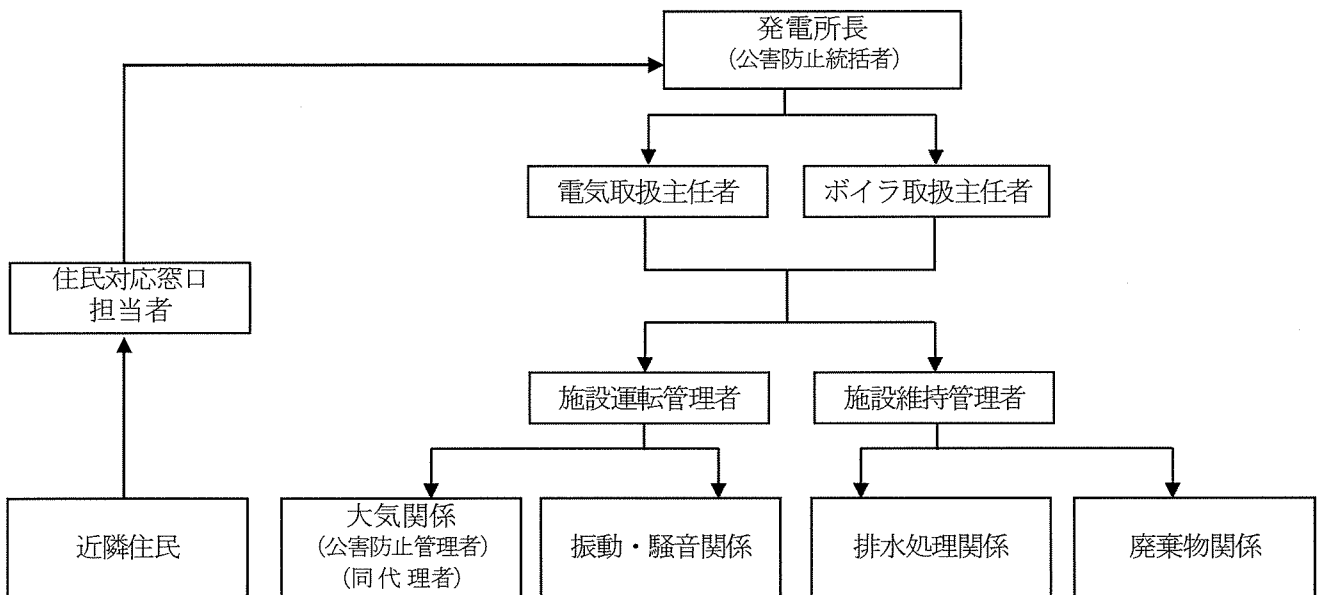 発電所長
（公害防止統括者）
電気取扱主任者
ボイラ取扱主任者
住民対応窓口
担当者
施設運転管理者
施設維持管理者
近隣住民
大気関係
（公害防止管理者）
（同代理者）
振動・騒音関係
排水処理関係
廃棄物関係